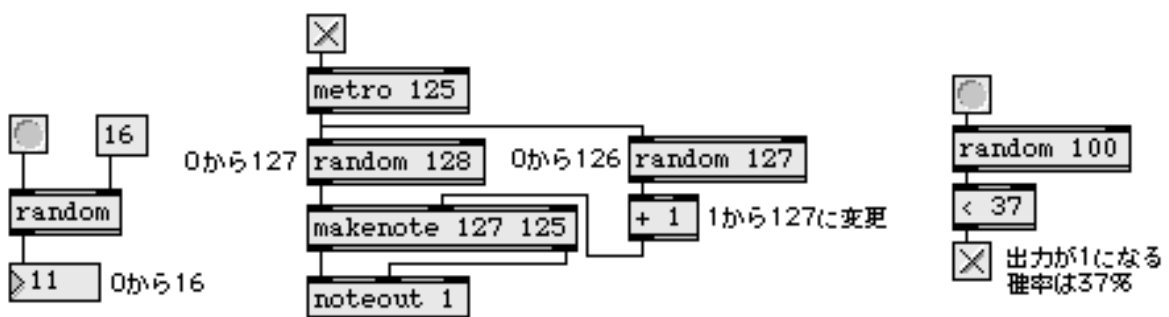 16
random
11
0から16
metro 125
0から127
random 128
0から126
random 127
makenote 127 125
+ 1
1から127に変更
noteout 1
random 100
< 37
出力が1になる
確率は37%